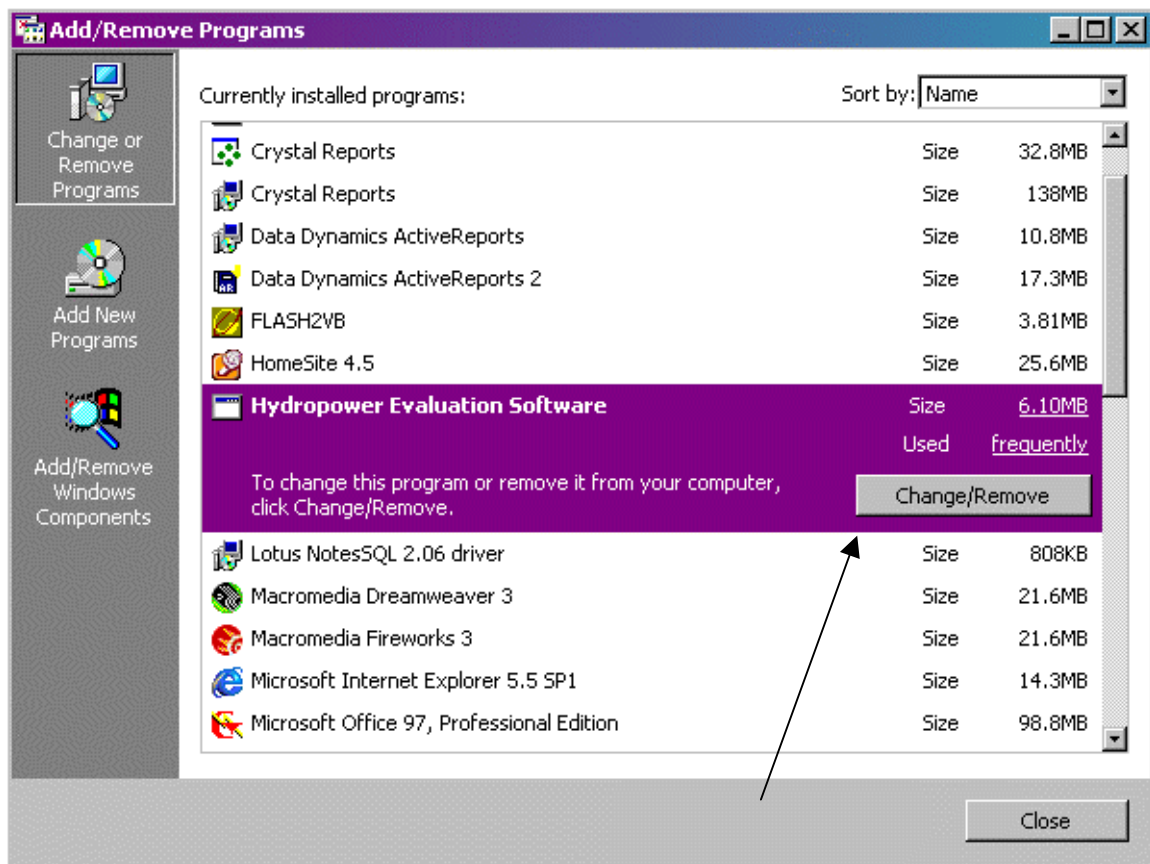 Add/Remove Programs
Change or
Remove
Programs
Add New
Programs
Add/Remove
Windows
Components
Currently installed programs:
Sort by: Name
Crystal Reports Size 32.8MB
Crystal Reports Size 138MB
Data Dynamics ActiveReports Size 10.8MB
Data Dynamics ActiveReports 2 Size 17.3MB
FLASH2VB Size 3.81MB
HomeSite 4.5 Size 25.6MB
Hydropower Evaluation Software Size 6.10MB
Used frequently
To change this program or remove it from your computer,
click Change/Remove.
Change/Remove
Lotus NotesSQL 2.06 driver Size 808KB
Macromedia Dreamweaver 3 Size 21.6MB
Macromedia Fireworks 3 Size 21.6MB
Microsoft Internet Explorer 5.5 SP1 Size 14.3MB
Microsoft Office 97, Professional Edition Size 98.8MB
Close